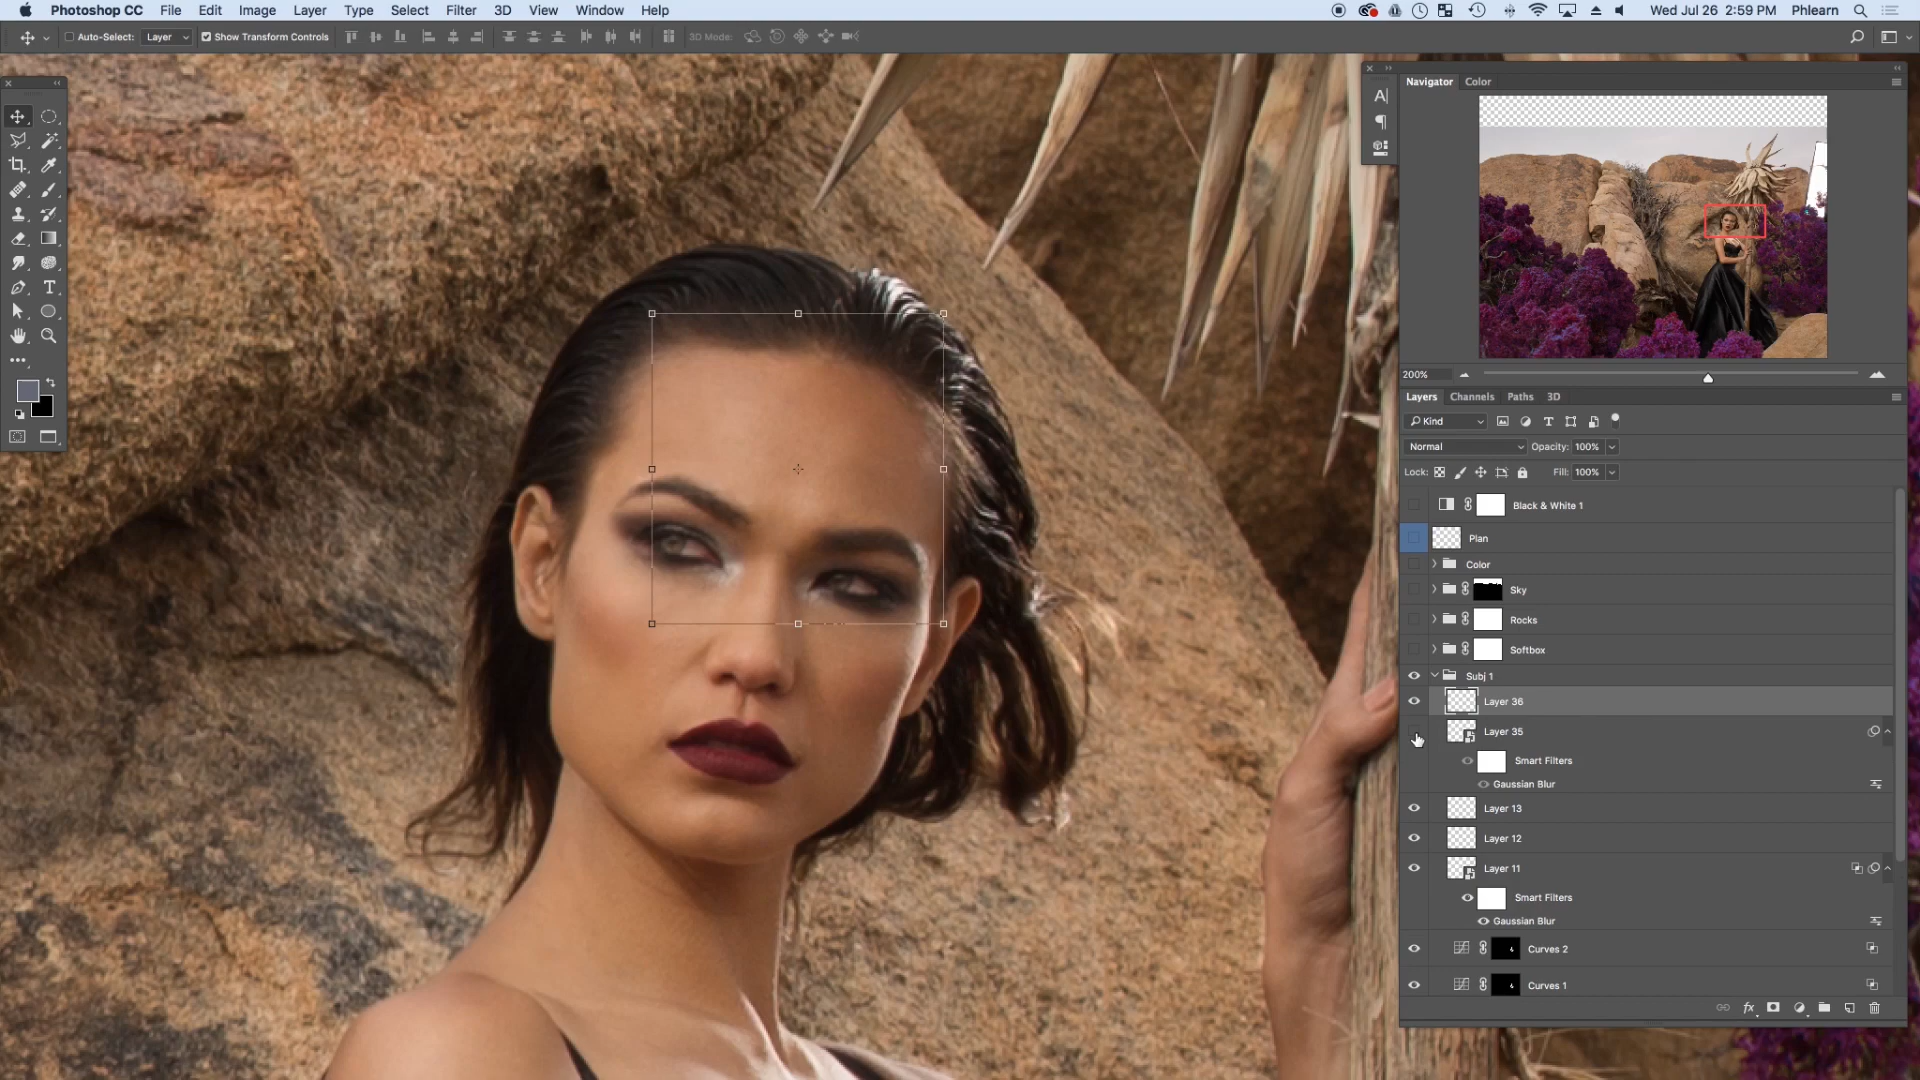 Photoshop CC File Edit Image Layer Type Select Filter 3D View Window Help Wed Jul 26 2:59 PM Phlearn
Auto-Select: Layer Show Transform Controls 3D Mode:
Navigator Color
200%
Layers Channels Paths 3D
Kind
Normal Opacity: 100%
Lock: Fill: 100%
Black & White 1
Plan
Color
Sky
Rocks
Softbox
Subj 1
Layer 36
Layer 35
Smart Filters
Gaussian Blur
Layer 13
Layer 12
Layer 11
Smart Filters
Gaussian Blur
Curves 2
Curves 1